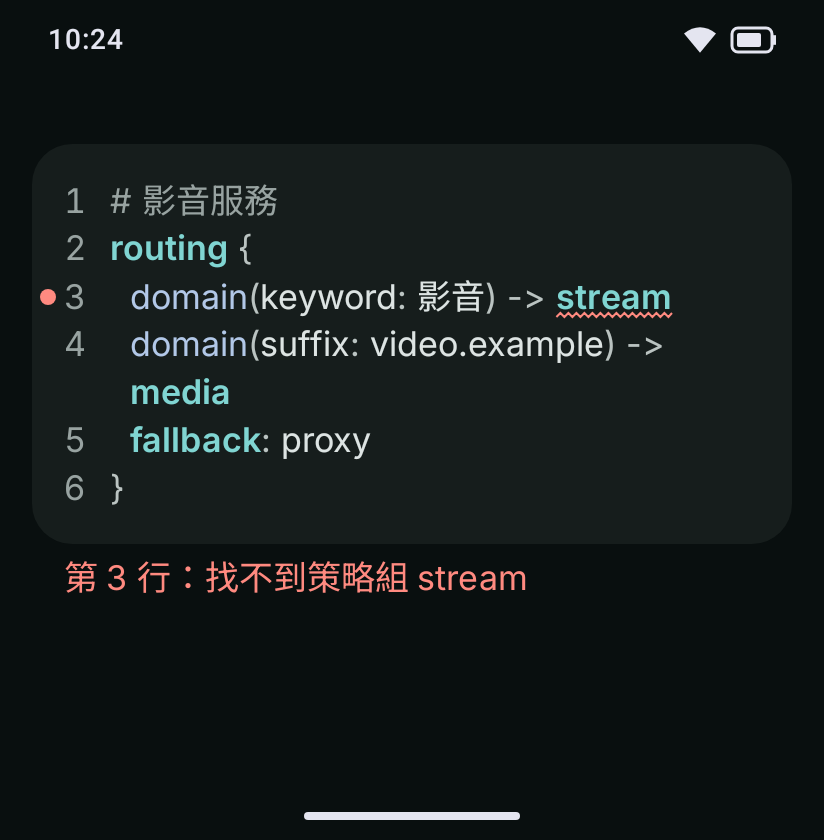 10:24
1 # 影音服務
2 routing {
3 domain(keyword: 影音) -> stream
4 domain(suffix: video.example) ->
media
5 fallback: proxy
6 }
第 3 行：找不到策略組 stream